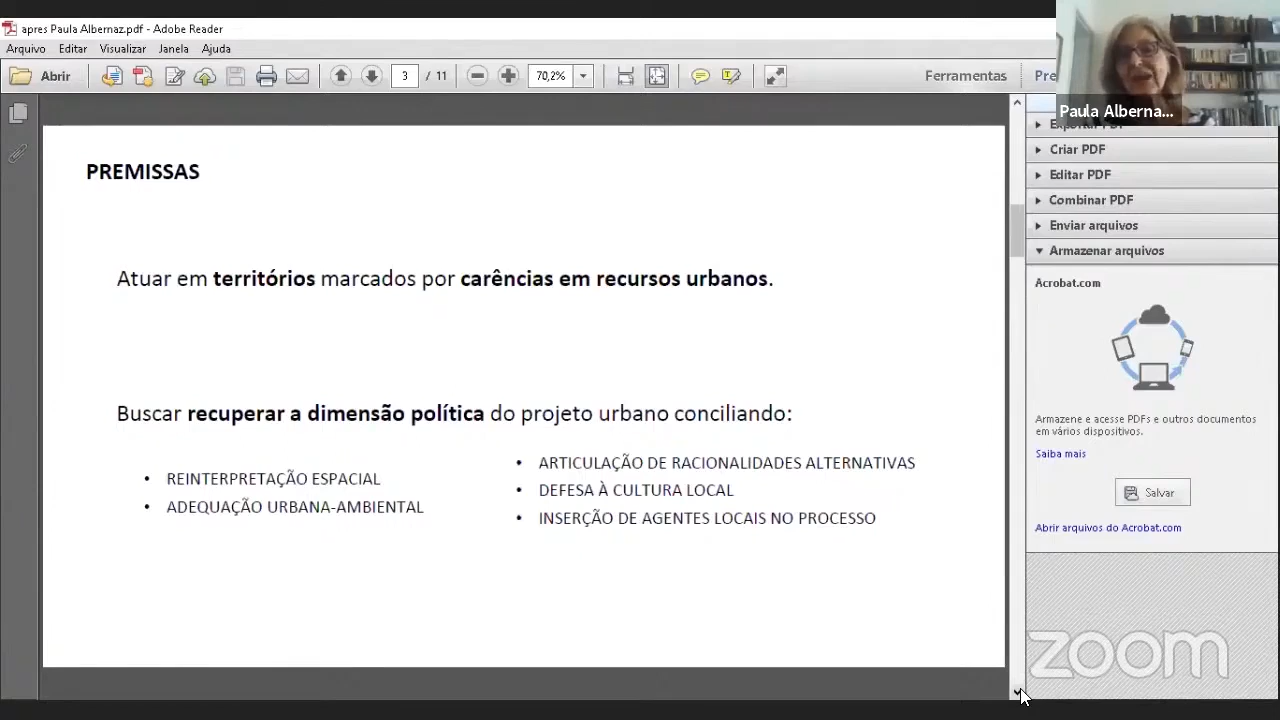 apres Paula Albernaz.pdf - Adobe Reader
Arquivo Editar Visualizar Janela Ajuda
Abrir
3 / 11
70,2%
Ferramentas
Paula Alberna...
Exportar PDF
Criar PDF
Editar PDF
Combinar PDF
Enviar arquivos
Armazenar arquivos
Acrobat.com
Armazene e acesse PDFs e outros documentos
em vários dispositivos.
Saiba mais
Salvar
Abrir arquivos do Acrobat.com
PREMISSAS
Atuar em territórios marcados por carências em recursos urbanos.
Buscar recuperar a dimensão política do projeto urbano conciliando:
• REINTERPRETAÇÃO ESPACIAL
• ADEQUAÇÃO URBANA-AMBIENTAL
• ARTICULAÇÃO DE RACIONALIDADES ALTERNATIVAS
• DEFESA À CULTURA LOCAL
• INSERÇÃO DE AGENTES LOCAIS NO PROCESSO
zoom